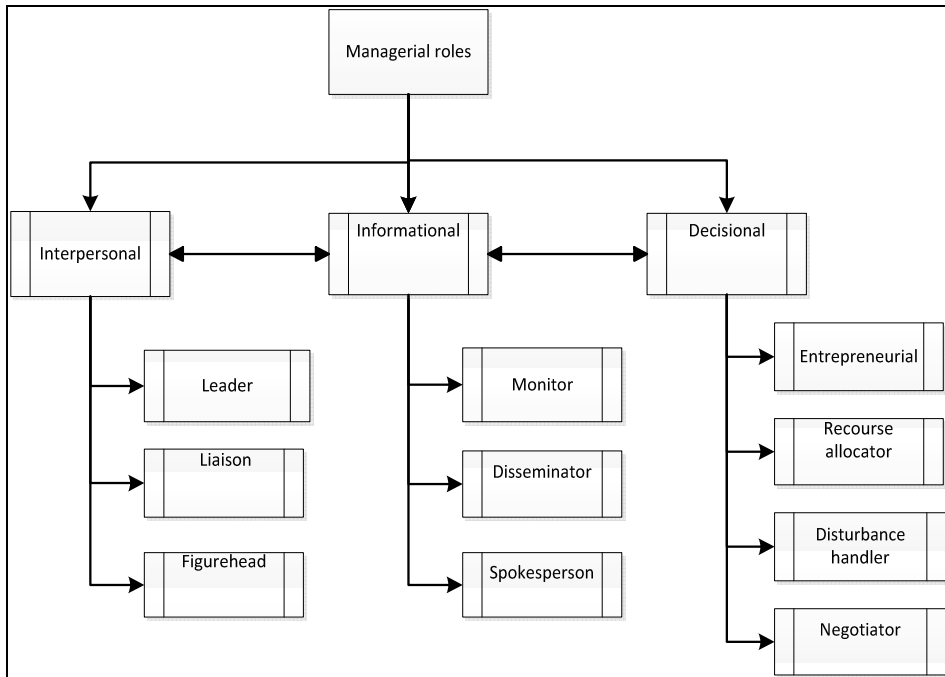 Managerial roles
Interpersonal
Informational
Decisional
Leader
Liaison
Figurehead
Monitor
Disseminator
Spokesperson
Entrepreneurial
Recourse
allocator
Disturbance
handler
Negotiator